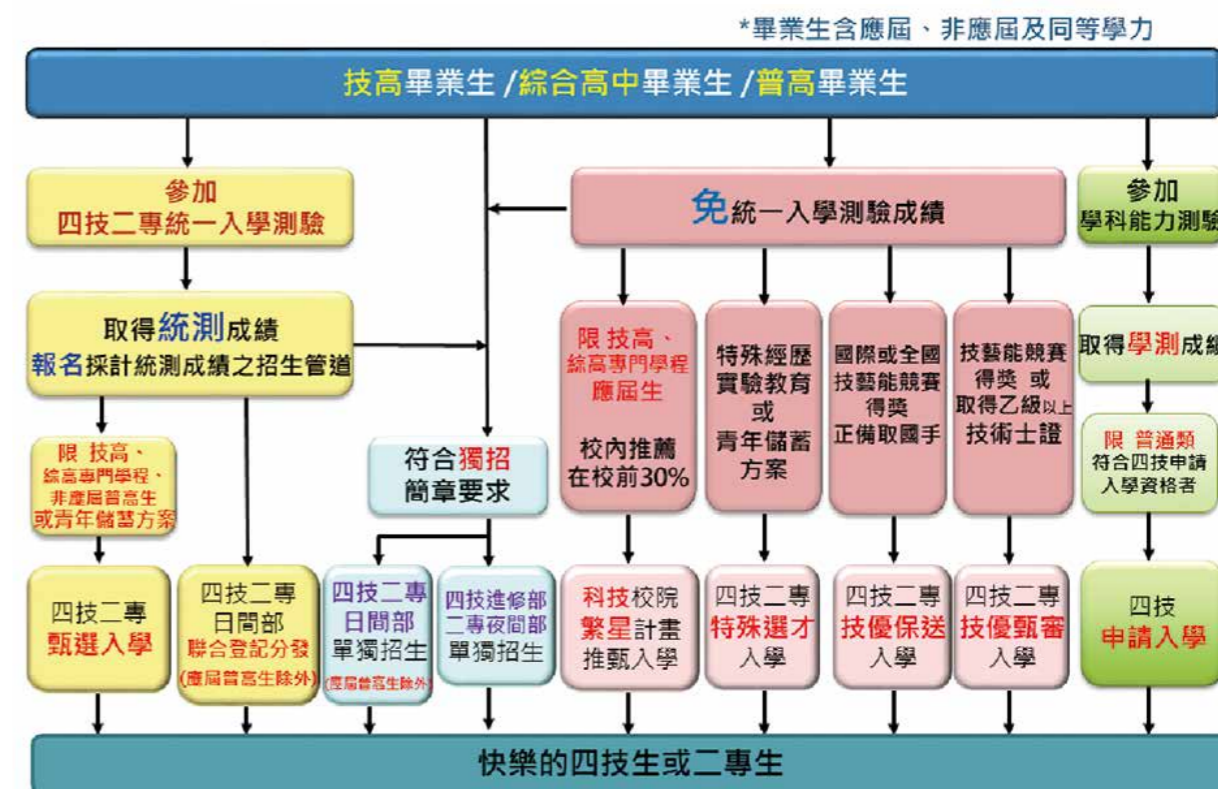 *畢業生含應屆、非應屆及同等學力
技高畢業生 /綜合高中畢業生 /普高畢業生
參加
四技二專統一入學測驗
免統一入學測驗成績
參加
學科能力測驗
取得統測成績
報名採計統測成績之招生管道
限 技高、
綜高專門學程
應屆生
校內推薦
在校前30%
特殊經歷
實驗教育
或
青年儲蓄
方案
國際或全國
技藝能競賽
得獎
正備取國手
技藝能競賽
得獎 或
取得乙級以上
技術士證
取得學測成績
限 技高、
綜高專門學程、
非應屆普高生
或青年儲蓄方案
符合獨招
簡章要求
限 普通類
符合四技申請
入學資格者
四技二專
甄選入學
四技二專
日間部
聯合登記分發
(應屆普高生除外)
四技二專
日間部
單獨招生
(應屆普高生除外)
四技進修部
二專夜間部
單獨招生
科技校院
繁星計畫
推甄入學
四技二專
特殊選才
入學
四技二專
技優保送
入學
四技二專
技優甄審
入學
四技
申請入學
快樂的四技生或二專生